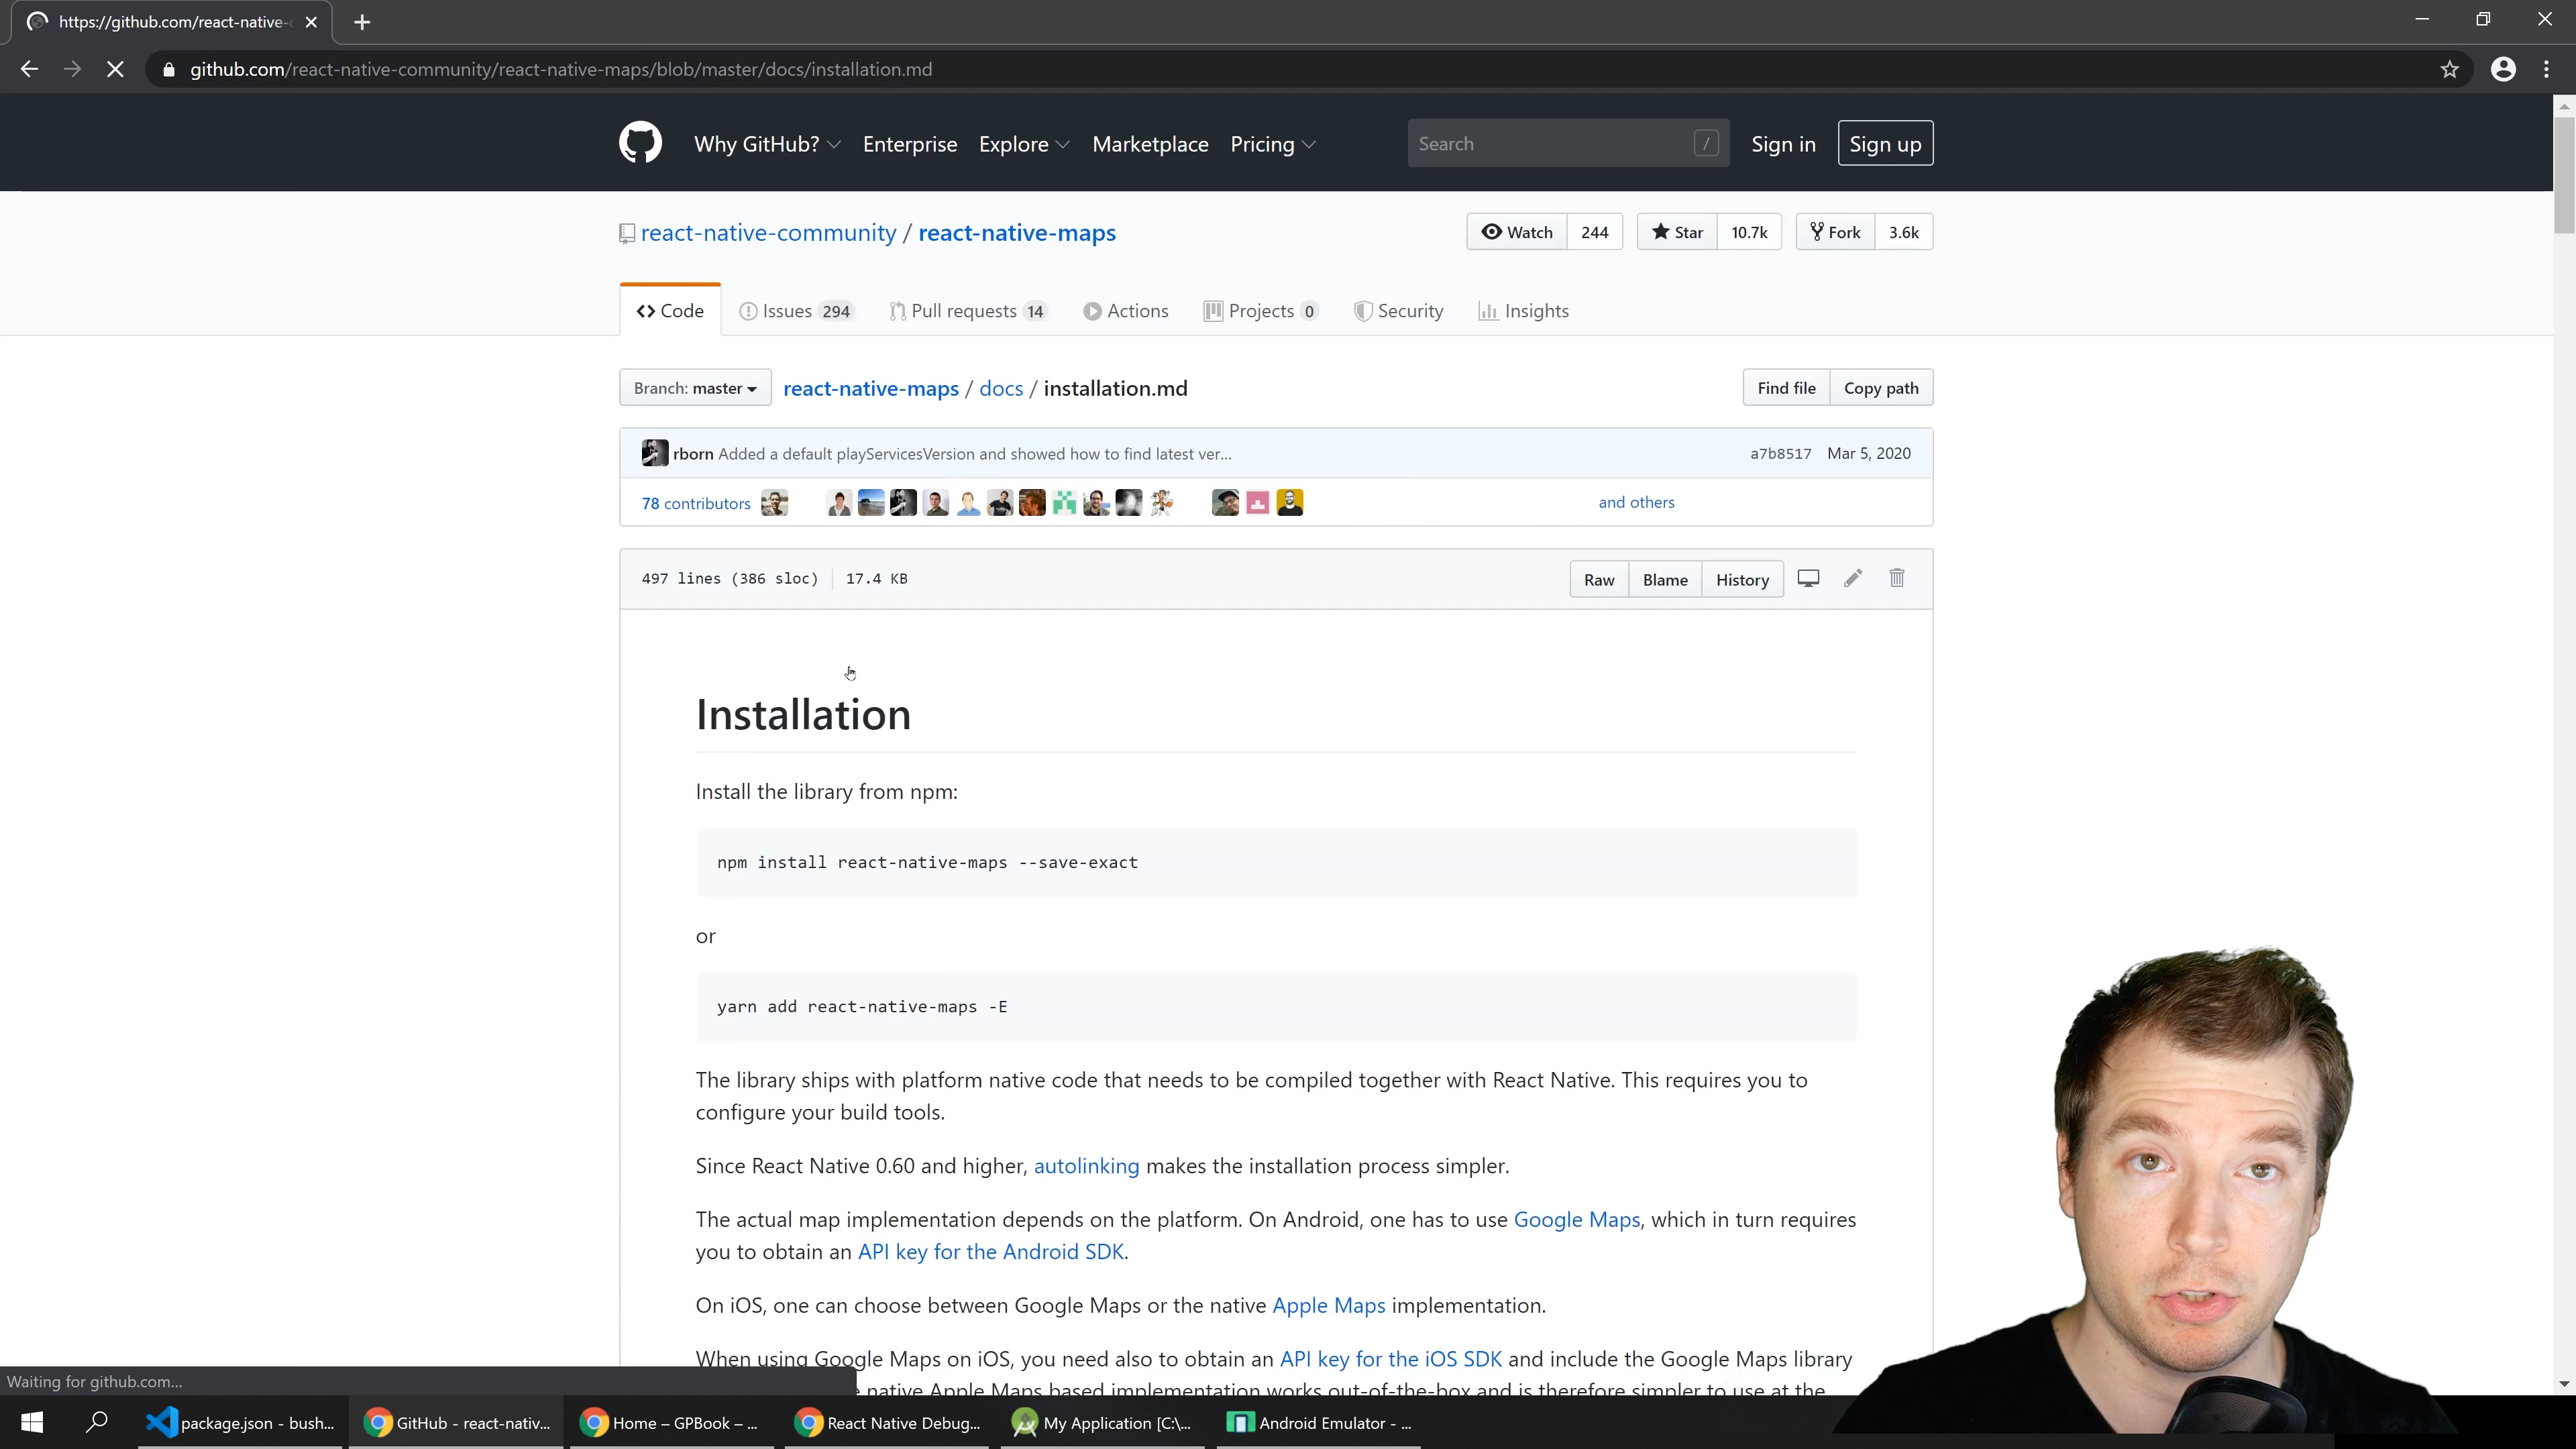 https://github.com/react-native-
github.com/react-native-community/react-native-maps/blob/master/docs/installation.md
Why GitHub? Enterprise Explore Marketplace Pricing Search / Sign in Sign up
react-native-community / react-native-maps Watch 244 Star 10.7k Fork 3.6k
Code Issues 294 Pull requests 14 Actions Projects 0 Security Insights
Branch: master react-native-maps / docs / installation.md Find file Copy path
rborn Added a default playServicesVersion and showed how to find latest ver... a7b8517 Mar 5, 2020
78 contributors and others
497 lines (386 sloc) 17.4 KB Raw Blame History
Installation
Install the library from npm:
npm install react-native-maps --save-exact
or
yarn add react-native-maps -E
The library ships with platform native code that needs to be compiled together with React Native. This requires you to
configure your build tools.
Since React Native 0.60 and higher, autolinking makes the installation process simpler.
The actual map implementation depends on the platform. On Android, one has to use Google Maps, which in turn requires
you to obtain an API key for the Android SDK.
On iOS, one can choose between Google Maps or the native Apple Maps implementation.
When using Google Maps on iOS, you need also to obtain an API key for the iOS SDK and include the Google Maps library
native Apple Maps based implementation works out-of-the-box and is therefore simpler to use at the
Waiting for github.com...
package.json - bush... GitHub - react-nativ... Home – GPBook – ... React Native Debug... My Application [C:\... Android Emulator - ...